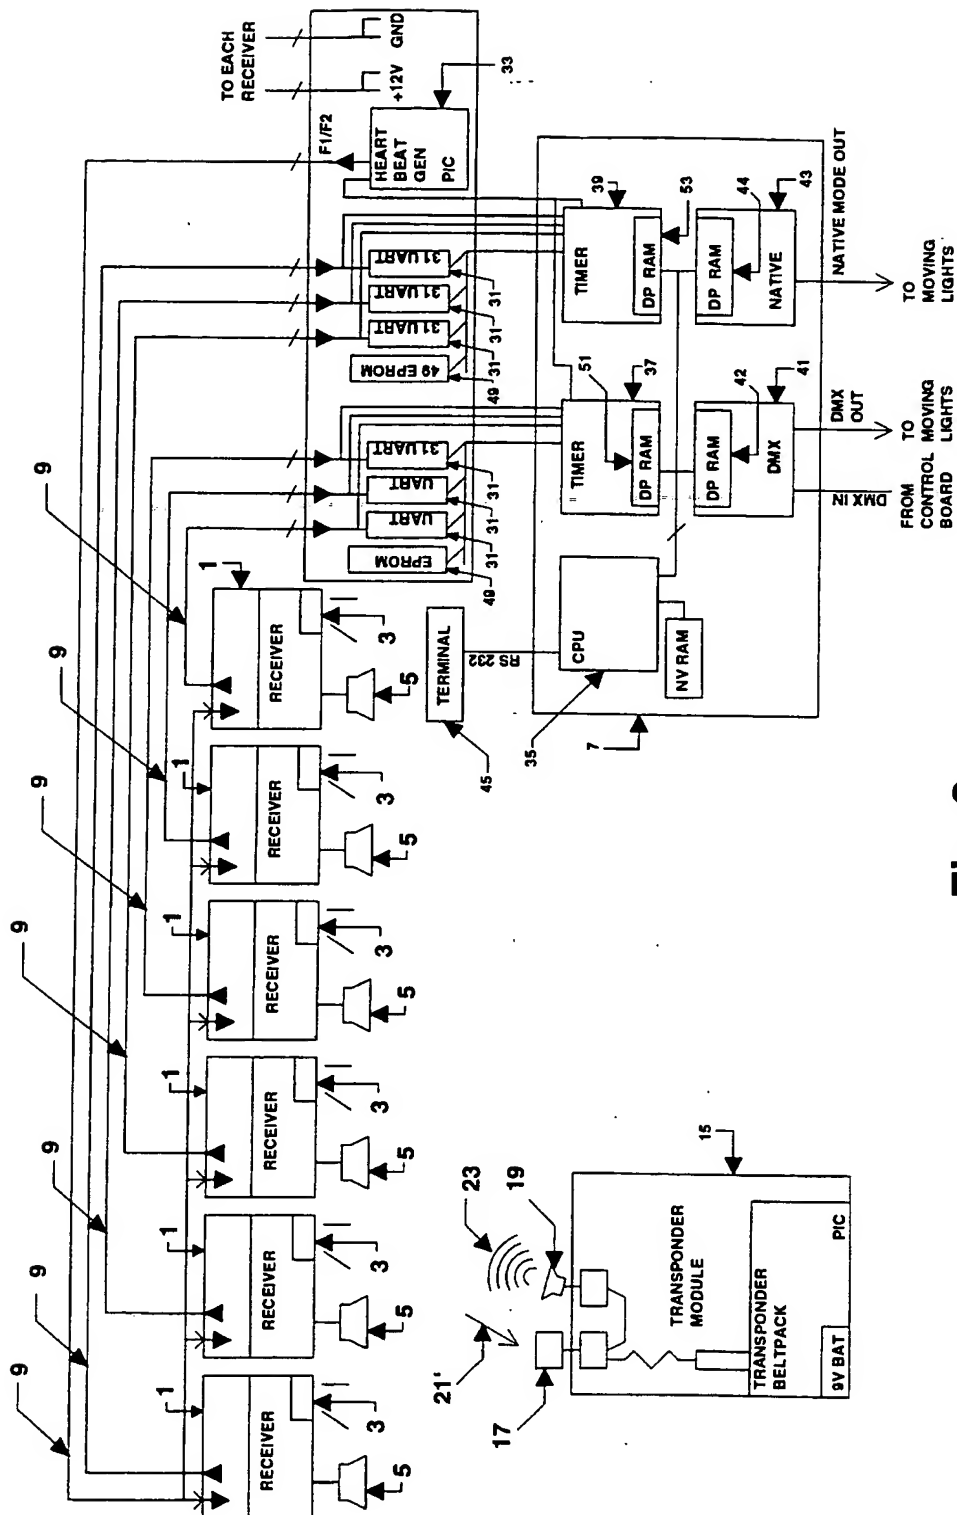 TO EACH
RECEIVER
+12V
GND
F1/F2
HEART
BEAT
GEN
PIC
33
31 UART
31
31 UART
31
31 UART
31
49 EPROM
49
31 UART
31
UART
31
UART
31
EPROM
49
9
9
9
9
9
9
9
1
RECEIVER
3
5
1
RECEIVER
3
5
1
RECEIVER
3
5
1
RECEIVER
3
5
1
RECEIVER
3
5
1
RECEIVER
3
5
TERMINAL
45
RS 232
CPU
35
NV RAM
7
TIMER
DP RAM
51
37
DP RAM
42
DMX
41
TIMER
DP RAM
39
53
DP RAM
44
NATIVE
43
DMX IN
FROM
CONTROL
BOARD
DMX
OUT
TO
MOVING
LIGHTS
NATIVE MODE OUT
TO
MOVING
LIGHTS
17
21'
23
19
15
TRANSPONDER
MODULE
TRANSPONDER
BELTPACK
9V BAT
PIC